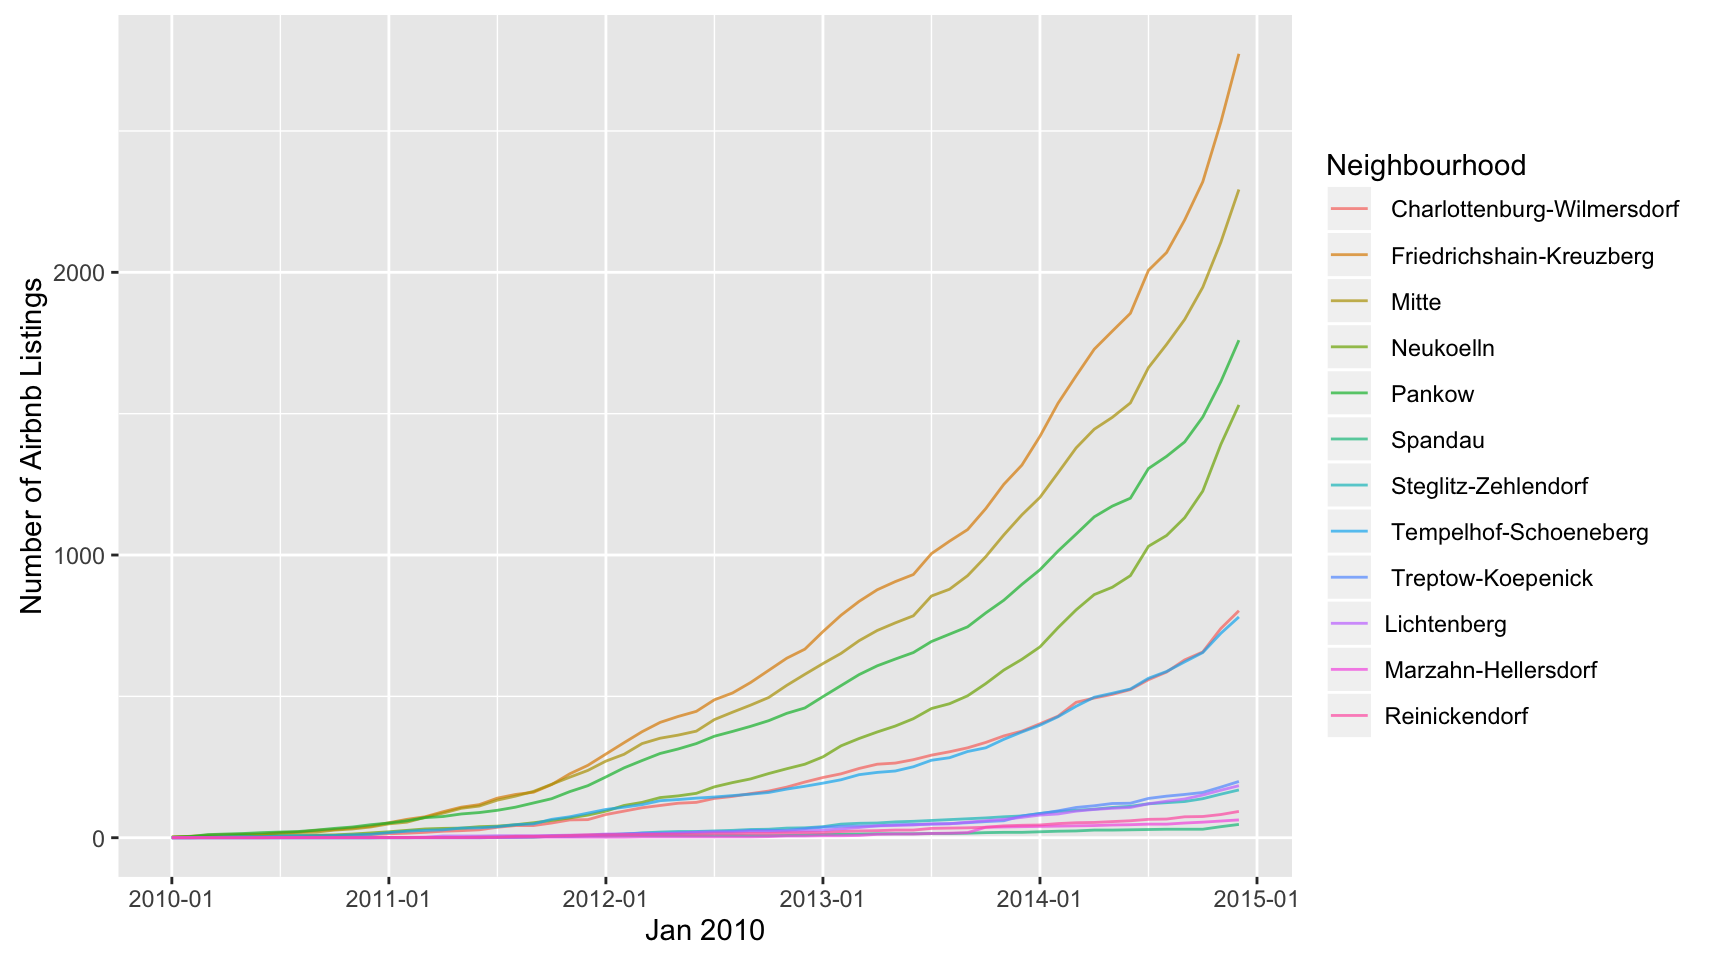 Number of Airbnb Listings
2000
1000
0
2010-01
2011-01
2012-01
2013-01
2014-01
2015-01
Jan 2010
Neighbourhood
Charlottenburg-Wilmersdorf
Friedrichshain-Kreuzberg
Mitte
Neukoelln
Pankow
Spandau
Steglitz-Zehlendorf
Tempelhof-Schoeneberg
Treptow-Koepenick
Lichtenberg
Marzahn-Hellersdorf
Reinickendorf